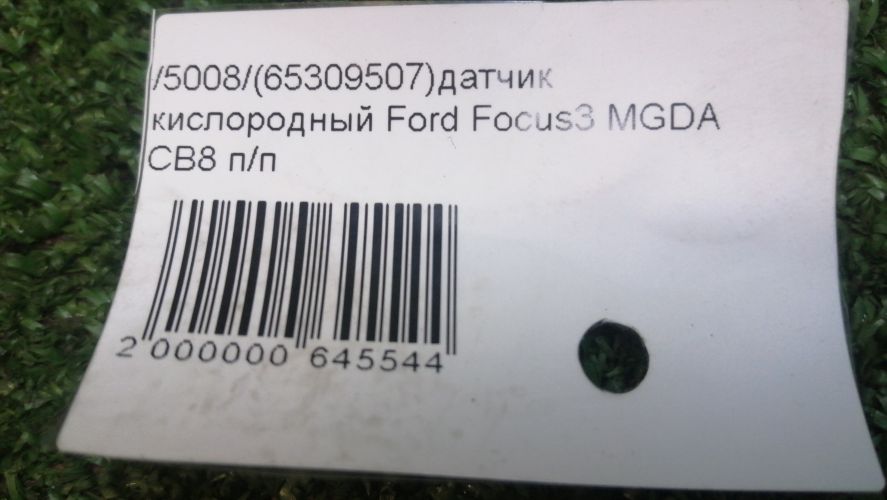 /5008/(65309507)датчик
кислородный Ford Focus3 MGDA
CB8 п/п
2 000000 645544